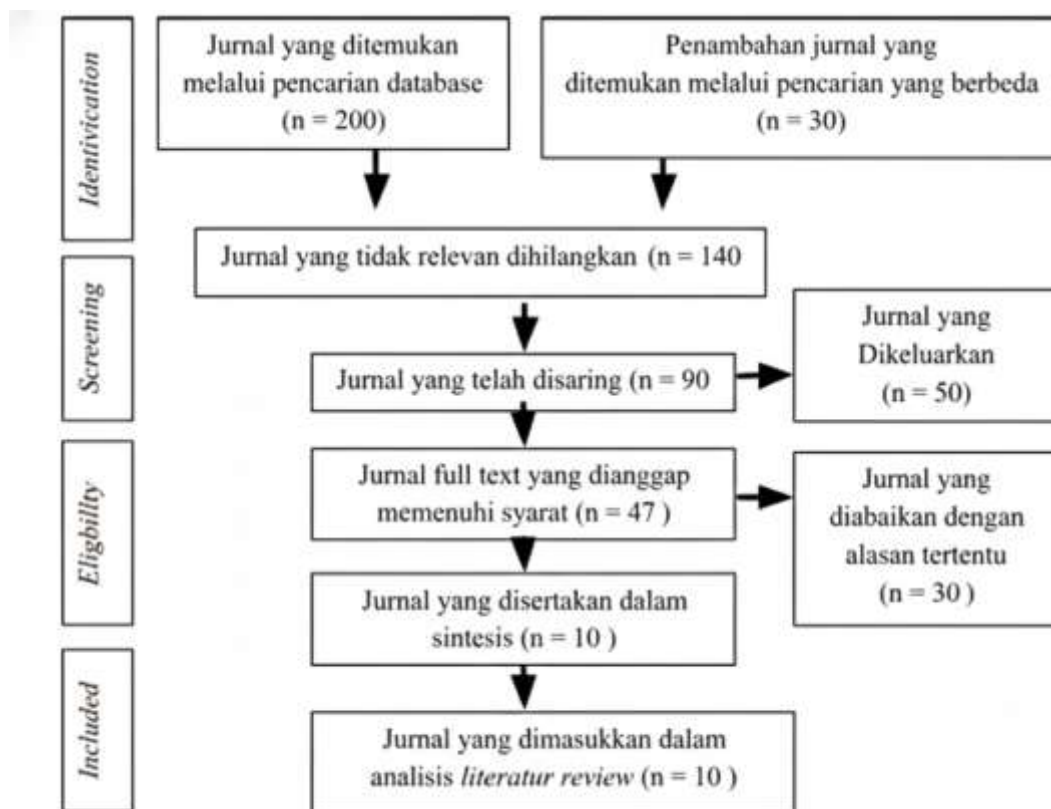 Identivication
Jurnal yang ditemukan
melalui pencarian database
(n = 200)
Penambahan jurnal yang
ditemukan melalui pencarian yang berbeda
(n = 30)
Jurnal yang tidak relevan dihilangkan (n = 140
Screening
Jurnal yang telah disaring (n = 90
Jurnal yang
Dikeluarkan
(n = 50)
Eligbillty
Jurnal full text yang dianggap
memenuhi syarat (n = 47 )
Jurnal yang
diabaikan dengan
alasan tertentu
(n = 30 )
Jurnal yang disertakan dalam
sintesis (n = 10 )
Included
Jurnal yang dimasukkan dalam
analisis literatur review (n = 10 )